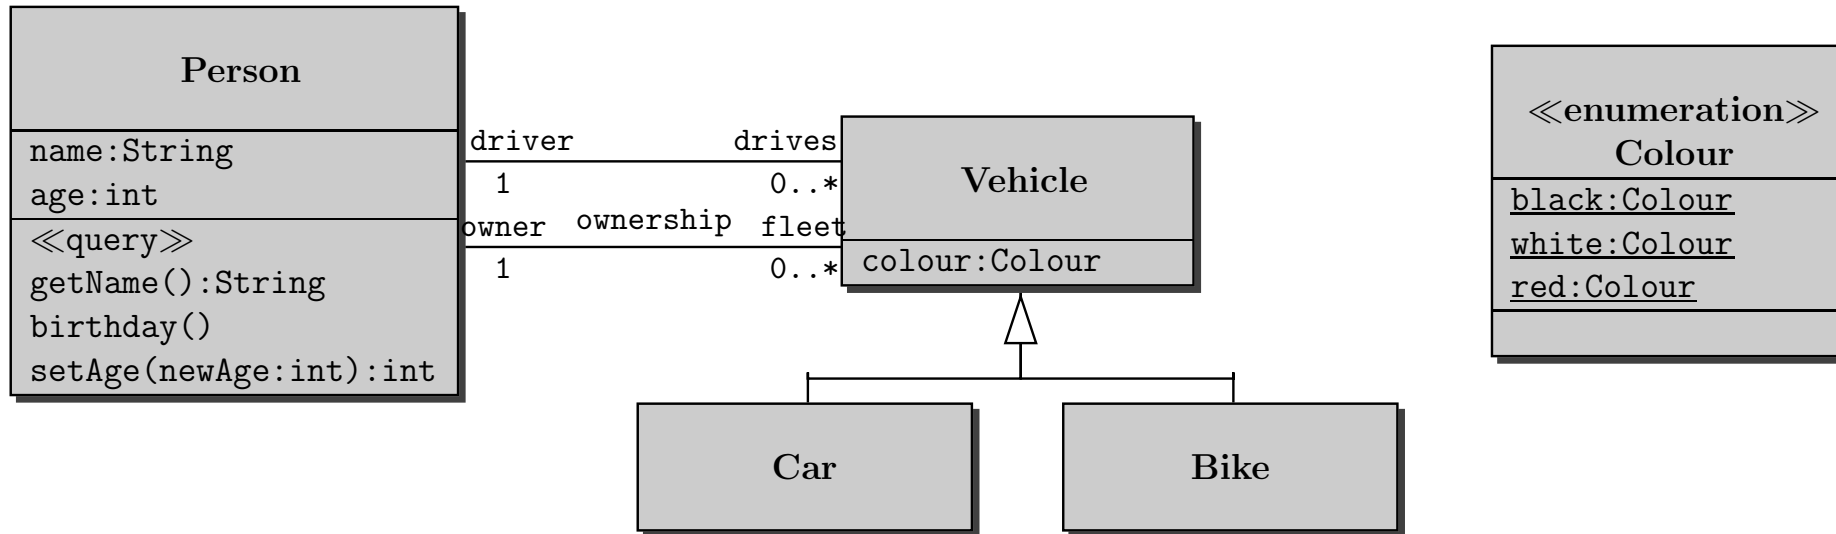 Person
name:String
age:int
≪query≫
getName():String
birthday()
setAge(newAge:int):int
driver
drives
1
0..*
owner
ownership
fleet
1
0..*
Vehicle
colour:Colour
Car
Bike
≪enumeration≫
Colour
black:Colour
white:Colour
red:Colour